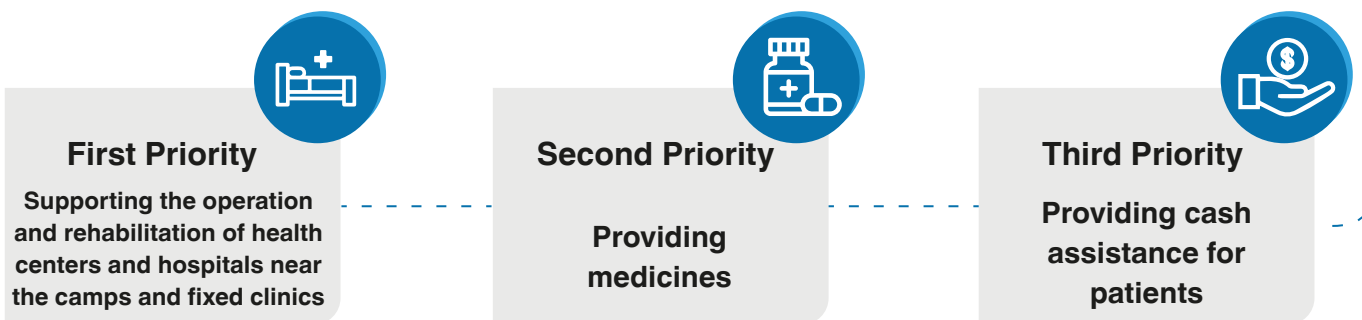 First Priority
Supporting the operation
and rehabilitation of health
centers and hospitals near
the camps and fixed clinics
Second Priority
Providing
medicines
Third Priority
Providing cash
assistance for
patients